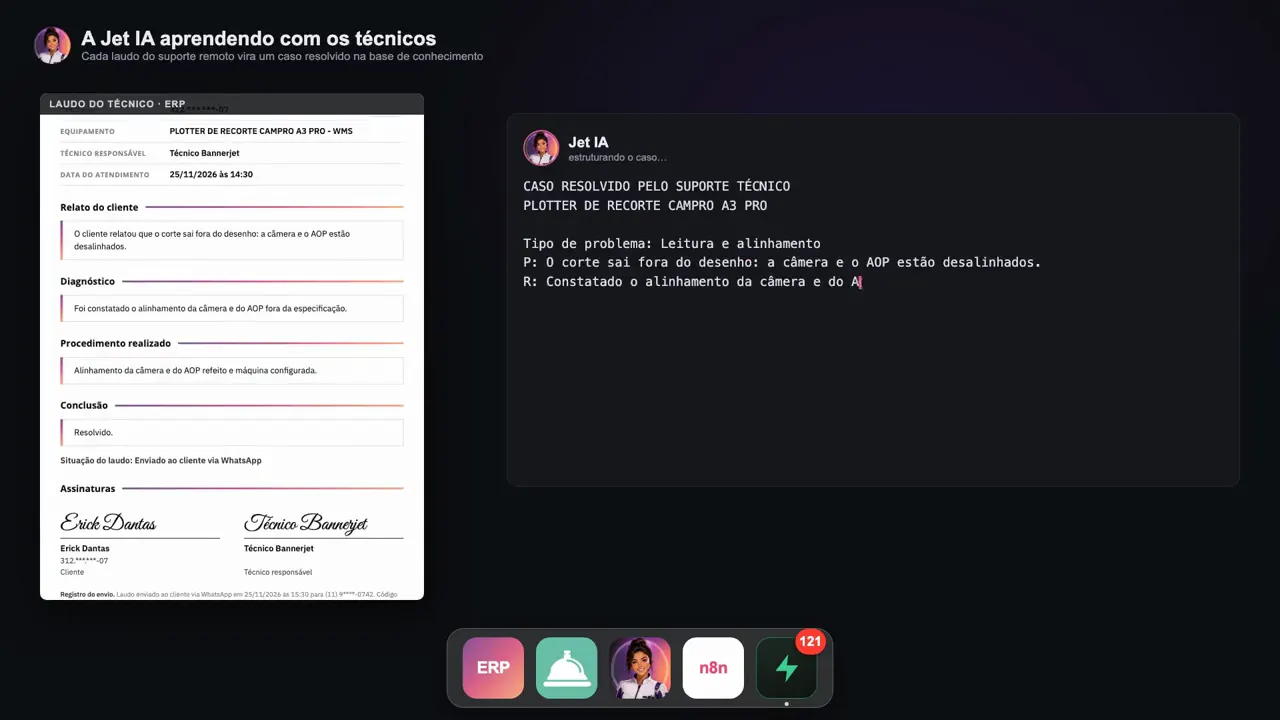 A Jet IA aprendendo com os técnicos
Cada laudo do suporte remoto vira um caso resolvido na base de conhecimento
LAUDO DO TÉCNICO · ERP
312.***.***-07
EQUIPAMENTO PLOTTER DE RECORTE CAMPRO A3 PRO - WMS
TÉCNICO RESPONSÁVEL Técnico Bannerjet
DATA DO ATENDIMENTO 25/11/2026 às 14:30
Relato do cliente
O cliente relatou que o corte sai fora do desenho: a câmera e o AOP estão
desalinhados.
Diagnóstico
Foi constatado o alinhamento da câmera e do AOP fora da especificação.
Procedimento realizado
Alinhamento da câmera e do AOP refeito e máquina configurada.
Conclusão
Resolvido.
Situação do laudo: Enviado ao cliente via WhatsApp
Assinaturas
Erick Dantas Técnico Bannerjet
Erick Dantas Técnico Bannerjet
312.***.***-07
Cliente Técnico responsável
Registro do envio. Laudo enviado ao cliente via WhatsApp em 25/11/2026 às 15:30 para (11) 9****-0742. Código
Jet IA
estruturando o caso...
CASO RESOLVIDO PELO SUPORTE TÉCNICO
PLOTTER DE RECORTE CAMPRO A3 PRO
Tipo de problema: Leitura e alinhamento
P: O corte sai fora do desenho: a câmera e o AOP estão desalinhados.
R: Constatado o alinhamento da câmera e do A
ERP
n8n
121